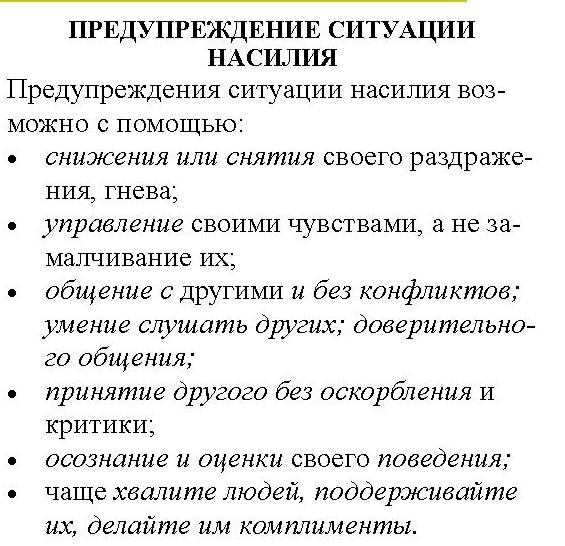 ПРЕДУПРЕЖДЕНИЕ СИТУАЦИИ
НАСИЛИЯ
Предупреждения ситуации насилия воз-
можно с помощью:
• снижения или снятия своего раздраже-
ния, гнева;
• управление своими чувствами, а не за-
малчивание их;
• общение с другими и без конфликтов;
умение слушать других; доверительно-
го общения;
• принятие другого без оскорбления и
критики;
• осознание и оценки своего поведения;
• чаще хвалите людей, поддерживайте
их, делайте им комплименты.